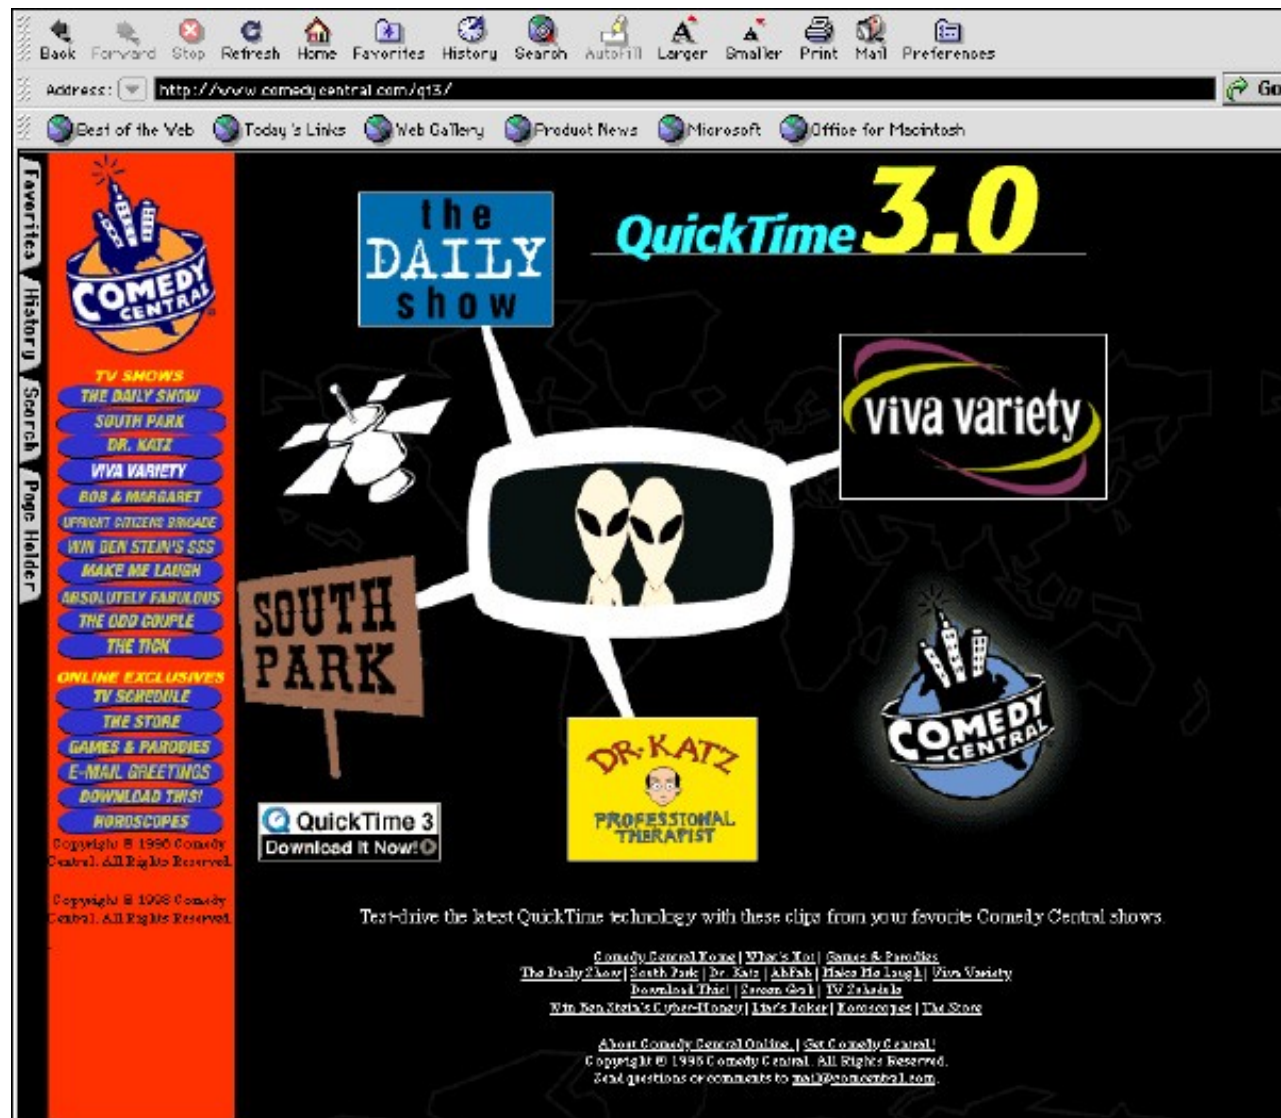 Back Forward Stop Refresh Home Favorites History Search AutoFill Larger Smaller Print Mail Preferences
Address: http://www.comedycentral.com/qt3/ Go
Best of the Web Today's Links Web Gallery Product News Microsoft Office for Macintosh
Favorites
History
Search
Page Holder
COMEDY
CENTRAL
TV SHOWS
THE DAILY SHOW
SOUTH PARK
DR. KATZ
VIVA VARIETY
BOB & MARGARET
UPRIGHT CITIZENS BRIGADE
WIN BEN STEIN'S $$$
MAKE ME LAUGH
ABSOLUTELY FABULOUS
THE ODD COUPLE
THE TICK
ONLINE EXCLUSIVES
TV SCHEDULE
THE STORE
GAMES & PARODIES
E-MAIL GREETINGS
DOWNLOAD THIS!
HOROSCOPES
Copyright © 1998 Comedy
Central. All Rights Reserved.
Copyright © 1998 Comedy
Central. All Rights Reserved.
the
DAILY
show
QuickTime 3.0
viva variety
SOUTH
PARK
COMEDY
CENTRAL
DR. KATZ
PROFESSIONAL
THERAPIST
QuickTime 3
Download It Now!
Test-drive the latest QuickTime technology with these clips from your favorite Comedy Central shows.
Comedy Central Home | What's Hot | Games & Parodies
The Daily Show | South Park | Dr. Katz | AbFab | Make Me Laugh | Viva Variety
Download This! | Screen Grab | TV Schedule
Win Ben Stein's Cyber-Money | Liar's Poker | Horoscopes | The Store
About Comedy Central Online. | Get Comedy Central!
Copyright © 1998 Comedy Central. All Rights Reserved.
Send questions or comments to mail@comcentral.com.